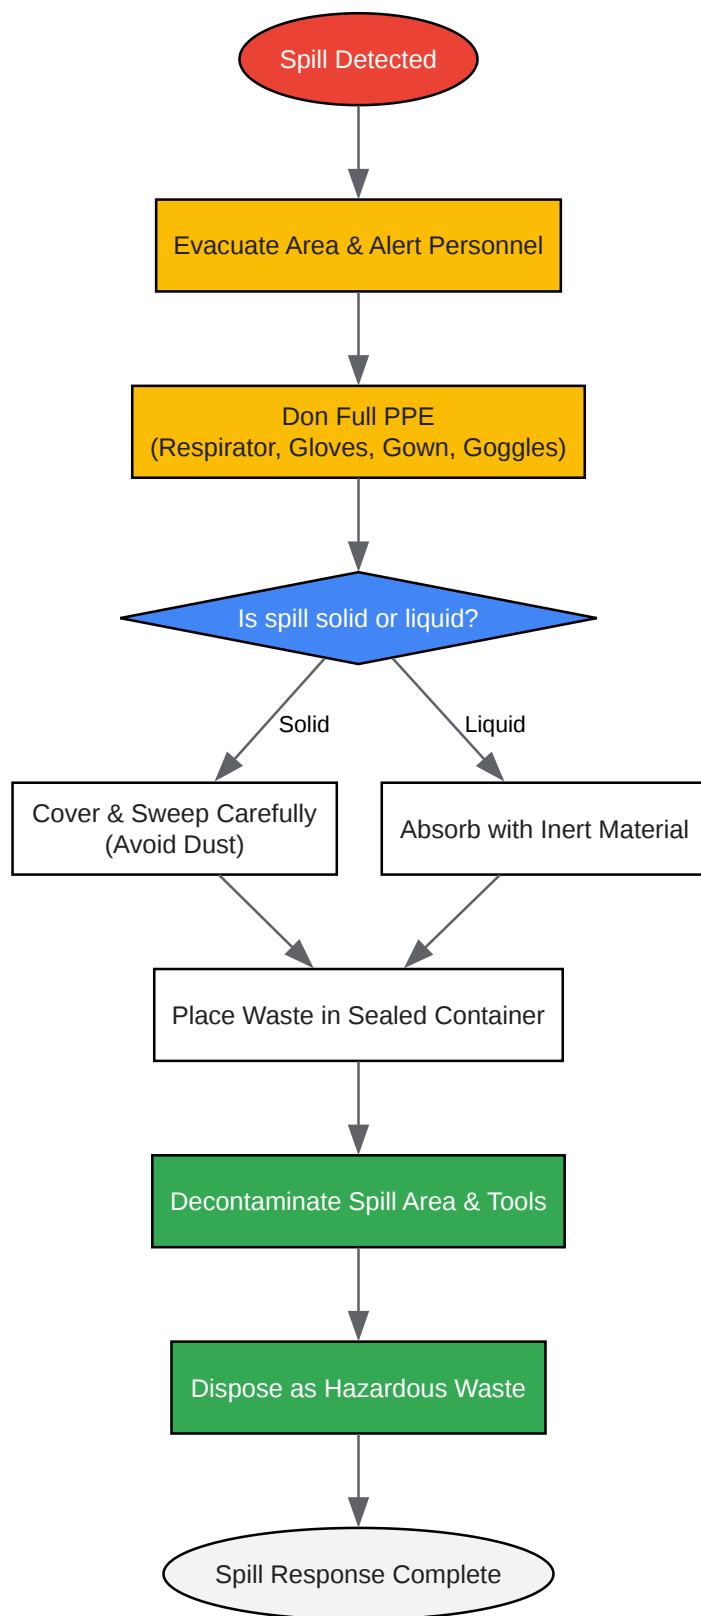 Spill Detected
Evacuate Area & Alert Personnel
Don Full PPE
(Respirator, Gloves, Gown, Goggles)
Is spill solid or liquid?
Solid
Liquid
Cover & Sweep Carefully
(Avoid Dust)
Absorb with Inert Material
Place Waste in Sealed Container
Decontaminate Spill Area & Tools
Dispose as Hazardous Waste
Spill Response Complete